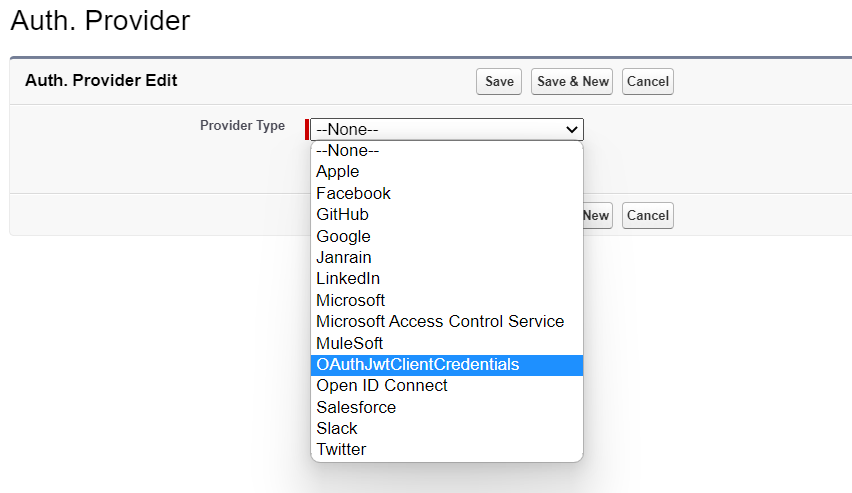 Auth. Provider
Auth. Provider Edit
Save
Save & New
Cancel
Provider Type
--None--
--None--
Apple
Facebook
GitHub
New
Cancel
Google
Janrain
LinkedIn
Microsoft
Microsoft Access Control Service
MuleSoft
OAuthJwtClientCredentials
Open ID Connect
Salesforce
Slack
Twitter